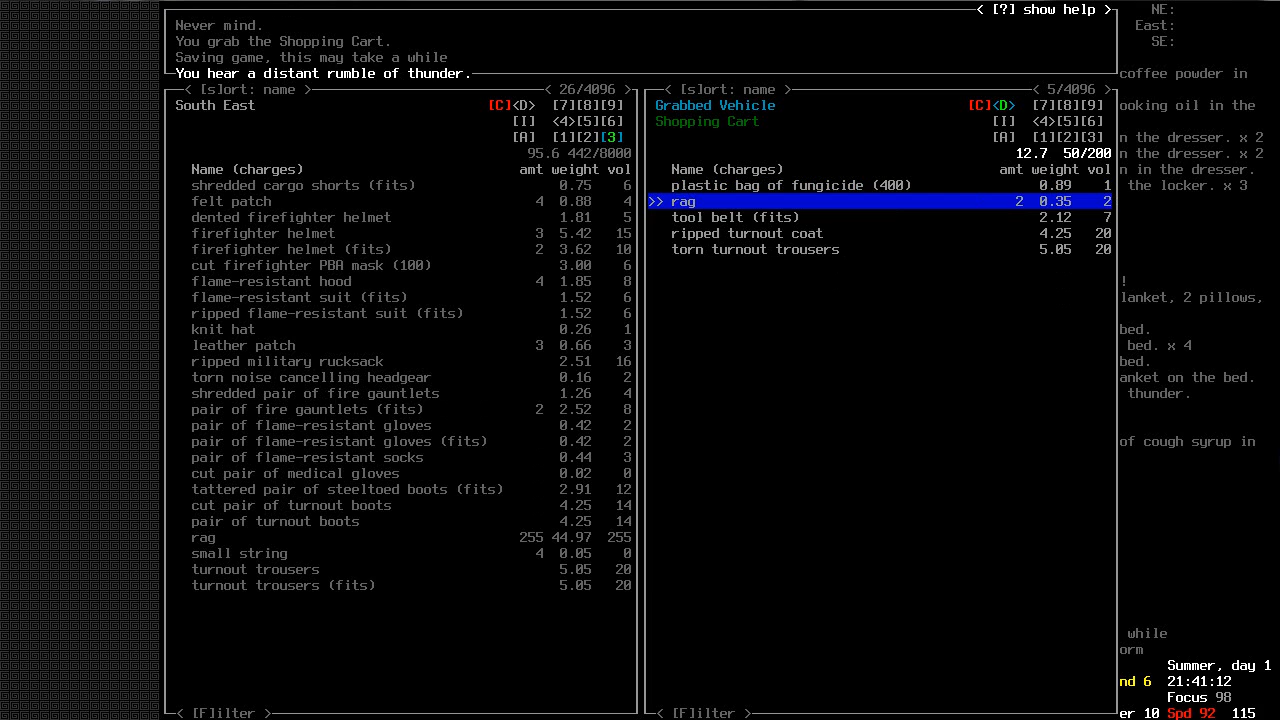 < [?] show help >
Never mind.
You grab the Shopping Cart.
Saving game, this may take a while
You hear a distant rumble of thunder.
< [s]ort: name > < 26/4096 >
South East [C]<D> [7][8][9]
[I] <4>[5][6]
[A] [1][2][3]
95.6 442/8000
Name (charges) amt weight vol
shredded cargo shorts (fits) 0.75 6
felt patch 4 0.88 4
dented firefighter helmet 1.81 5
firefighter helmet 3 5.42 15
firefighter helmet (fits) 2 3.62 10
cut firefighter PBA mask (100) 3.00 6
flame-resistant hood 4 1.85 8
flame-resistant suit (fits) 1.52 6
ripped flame-resistant suit (fits) 1.52 6
knit hat 0.26 1
leather patch 3 0.66 3
ripped military rucksack 2.51 16
torn noise cancelling headgear 0.16 2
shredded pair of fire gauntlets 1.26 4
pair of fire gauntlets (fits) 2 2.52 8
pair of flame-resistant gloves 0.42 2
pair of flame-resistant gloves (fits) 0.42 2
pair of flame-resistant socks 0.44 3
cut pair of medical gloves 0.02 0
tattered pair of steeltoed boots (fits) 2.91 12
cut pair of turnout boots 4.25 14
pair of turnout boots 4.25 14
rag 255 44.97 255
small string 4 0.05 0
turnout trousers 5.05 20
turnout trousers (fits) 5.05 20
< [F]ilter >
< [s]ort: name > < 5/4096 >
Grabbed Vehicle [C]<D> [7][8][9]
Shopping Cart [I] <4>[5][6]
[A] [1][2][3]
12.7 50/200
Name (charges) amt weight vol
plastic bag of fungicide (400) 0.89 1
>> rag 2 0.35 2
tool belt (fits) 2.12 7
ripped turnout coat 4.25 20
torn turnout trousers 5.05 20
< [F]ilter >
NE:
East:
SE:
coffee powder in
ooking oil in the
n the dresser. x 2
n the dresser. x 2
n in the dresser.
the locker. x 3
!
lanket, 2 pillows,
bed.
bed. x 4
bed.
anket on the bed.
thunder.
of cough syrup in
while
orm
Summer, day 1
nd 6 21:41:12
Focus 98
er 10 Spd 92 115